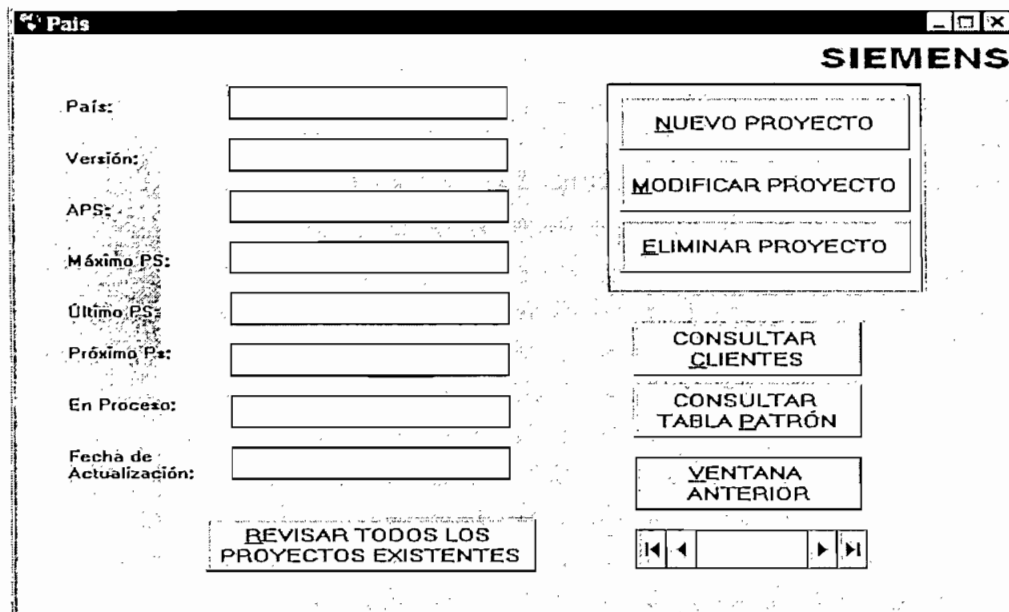 Pais
SIEMENS
País:
Versión:
APS:
Máximo PS:
Último PS:
Próximo Ps:
En Proceso:
Fecha de
Actualización:
REVISAR TODOS LOS
PROYECTOS EXISTENTES
NUEVO PROYECTO
MODIFICAR PROYECTO
ELIMINAR PROYECTO
CONSULTAR
CLIENTES
CONSULTAR
TABLA PATRÓN
VENTANA
ANTERIOR